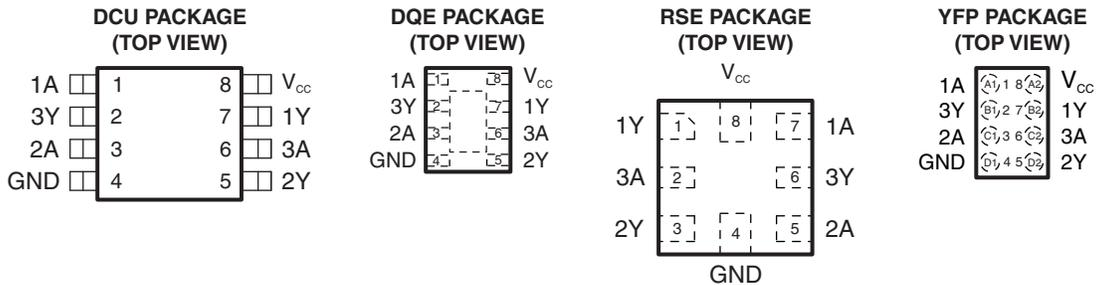 DCU PACKAGE
(TOP VIEW)
1A 1 8 VCC
3Y 2 7 1Y
2A 3 6 3A
GND 4 5 2Y
DQE PACKAGE
(TOP VIEW)
1A 1 8 VCC
3Y 2 7 1Y
2A 3 6 3A
GND 4 5 2Y
RSE PACKAGE
(TOP VIEW)
VCC
1Y 1 8 7 1A
3A 2 6 3Y
2Y 3 4 5 2A
GND
YFP PACKAGE
(TOP VIEW)
1A A1 1 8 A2 VCC
3Y B1 2 7 B2 1Y
2A C1 3 6 C2 3A
GND D1 4 5 D2 2Y